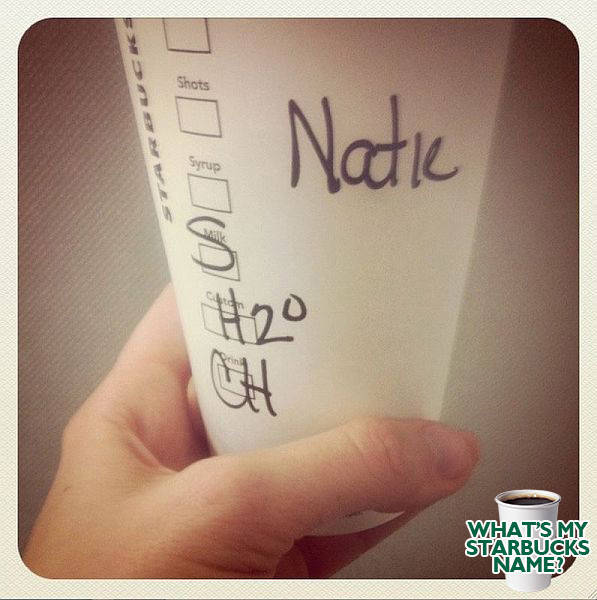 STARBUCKS
Shots
Natie
Syrup
S
Milk
Custom
H2O
Drink
CH
WHAT'S MY
STARBUCKS
NAME?